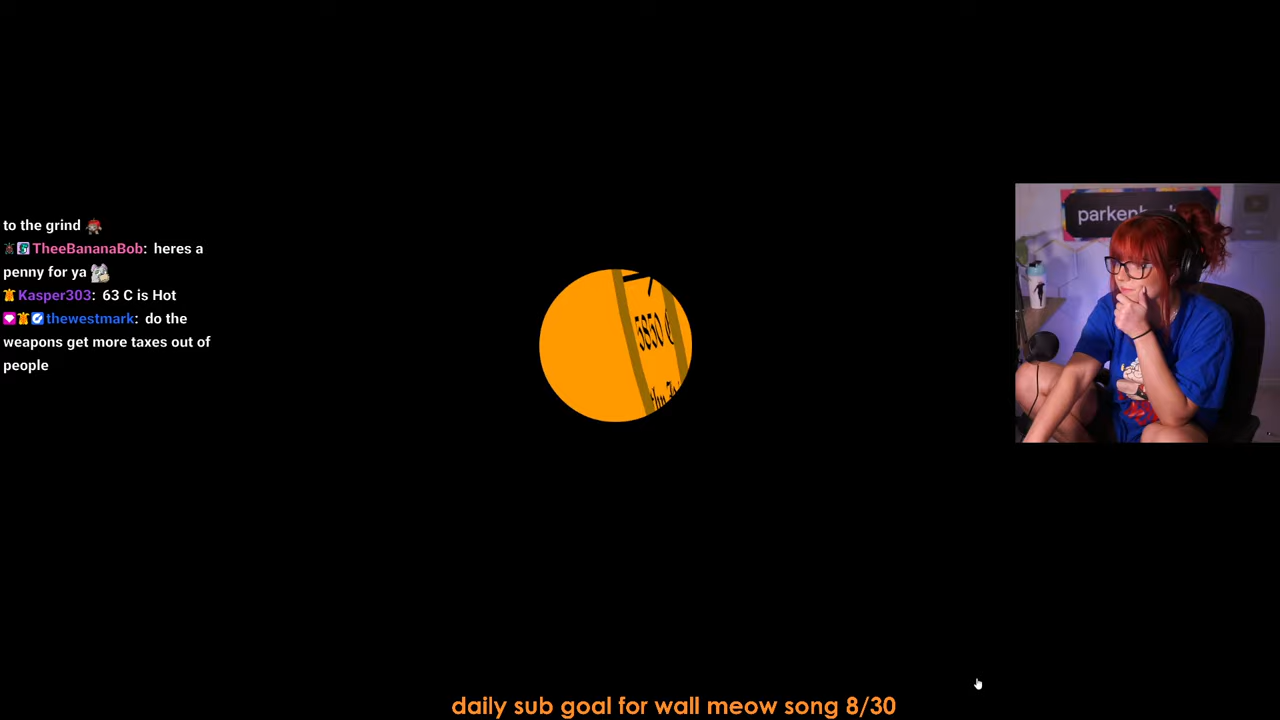 to the grind
TheeBananaBob: heres a
penny for ya
Kasper303: 63 C is Hot
thewestmark: do the
weapons get more taxes out of
people
5850
daily sub goal for wall meow song 8/30